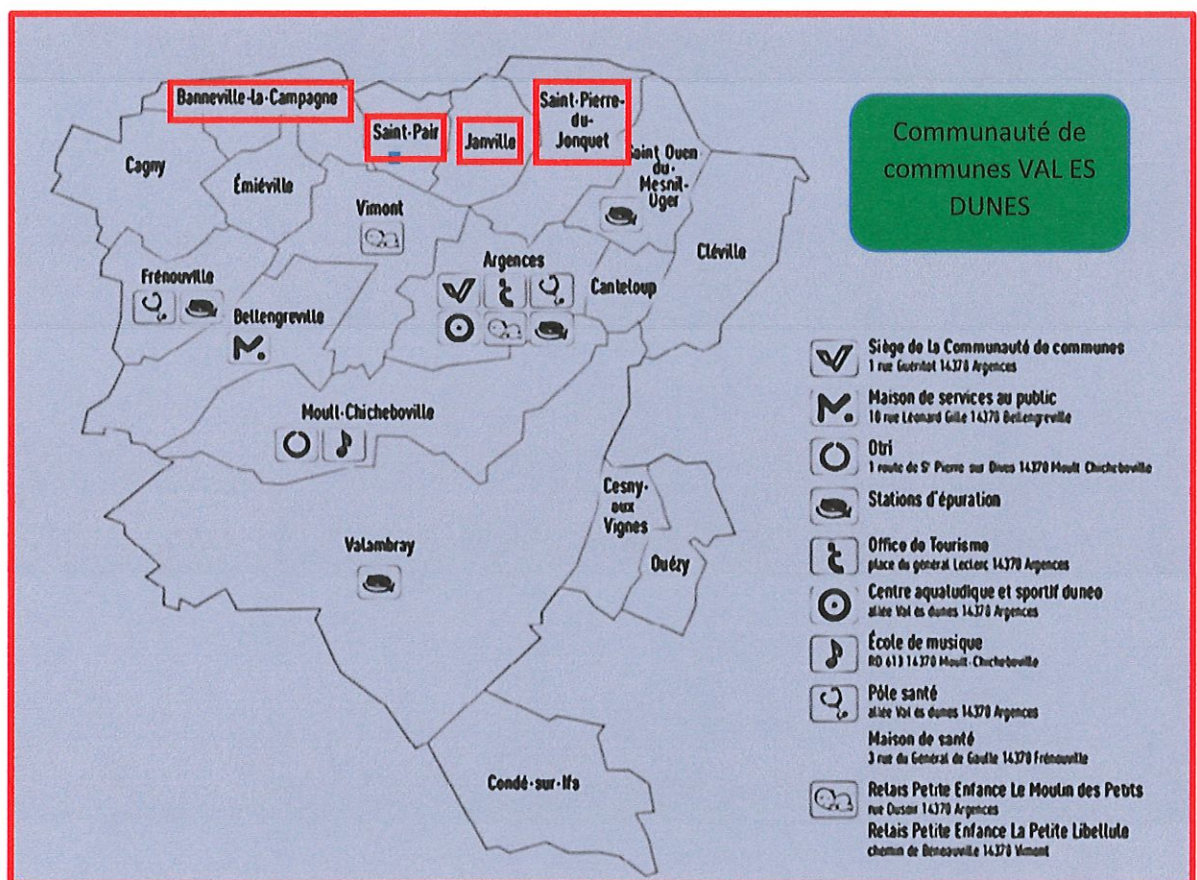 Banneville-la-Campagne
Saint-Pair
Janville
Saint-Pierre-
du-
Jonquet
Saint Ouen
du-
Mesnil-
Oger
Cagny
Émiéville
Vimont
Cléville
Argences
Canteloup
Frénouville
Bellengreville
Moult-Chicheboville
Cesny-
aux
Vignes
Ouézy
Valambray
Condé-sur-Ifs
Communauté de
communes VAL ES
DUNES
Siège de la Communauté de communes
1 rue Guéritot 14370 Argences
Maison de services au public
18 rue Léonard Gille 14370 Bellengreville
Otri
1 route de St Pierre sur Dives 14370 Moult Chicheboville
Stations d'épuration
Office de Tourisme
place du général Leclerc 14370 Argences
Centre aqualudique et sportif dunéo
allée Val ès dunes 14370 Argences
École de musique
RD 613 14370 Moult-Chicheboville
Pôle santé
allée Val ès dunes 14370 Argences
Maison de santé
3 rue du Général de Gaulle 14370 Frénouville
Relais Petite Enfance Le Moulin des Petits
rue Dusoir 14370 Argences
Relais Petite Enfance La Petite Libellule
chemin de Béneauville 14370 Vimont